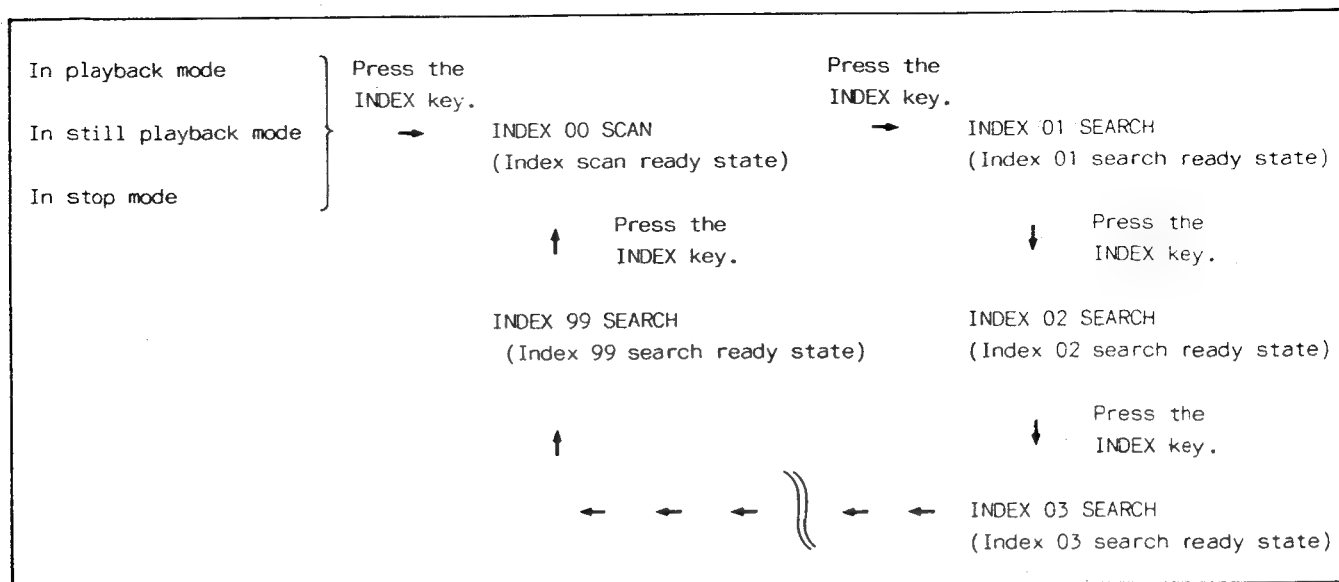 In playback mode
In still playback mode
In stop mode
Press the
INDEX key.
INDEX 00 SCAN
(Index scan ready state)
Press the
INDEX key.
INDEX 01 SEARCH
(Index 01 search ready state)
Press the
INDEX key.
INDEX 02 SEARCH
(Index 02 search ready state)
Press the
INDEX key.
INDEX 03 SEARCH
(Index 03 search ready state)
INDEX 99 SEARCH
(Index 99 search ready state)
Press the
INDEX key.